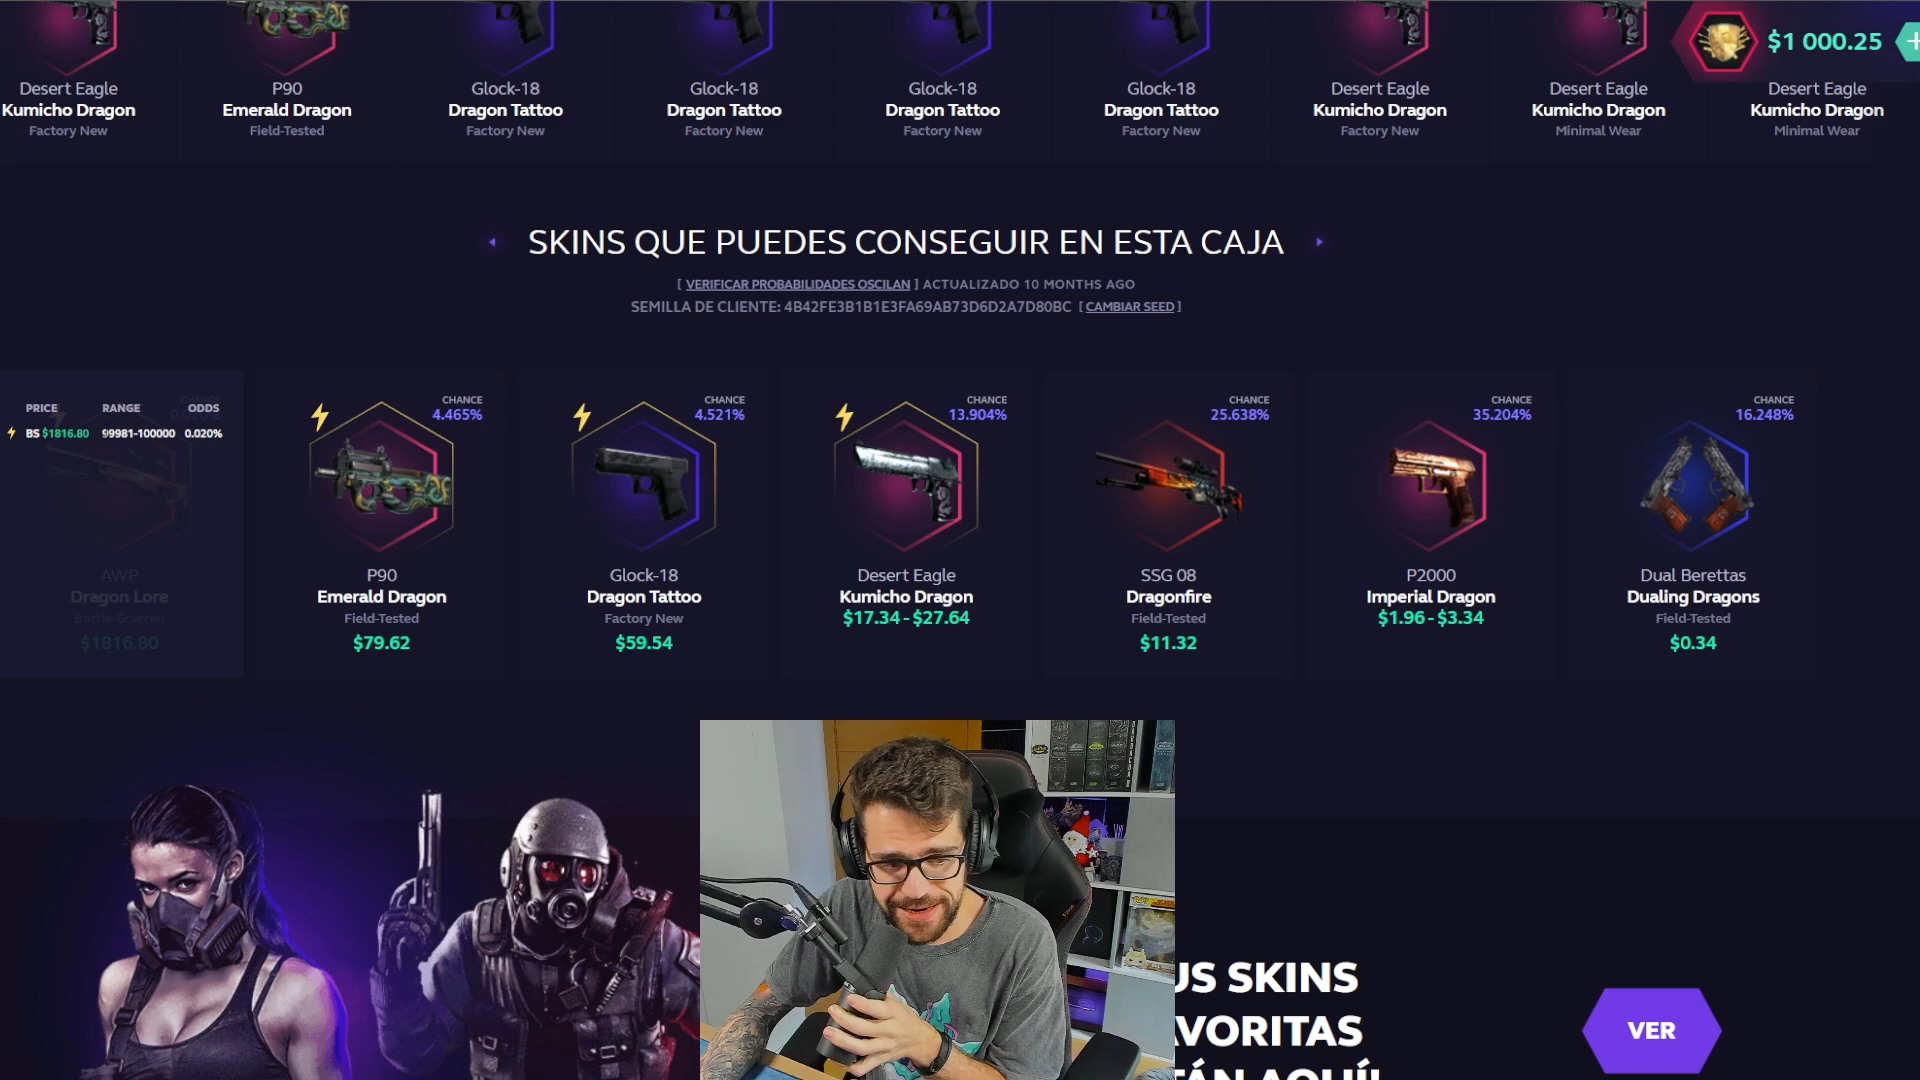 $1 000.25
Desert Eagle
Kumicho Dragon
Factory New
P90
Emerald Dragon
Field-Tested
Glock-18
Dragon Tattoo
Factory New
Glock-18
Dragon Tattoo
Factory New
Glock-18
Dragon Tattoo
Factory New
Glock-18
Dragon Tattoo
Factory New
Desert Eagle
Kumicho Dragon
Factory New
Desert Eagle
Kumicho Dragon
Minimal Wear
Desert Eagle
Kumicho Dragon
Minimal Wear
SKINS QUE PUEDES CONSEGUIR EN ESTA CAJA
[ VERIFICAR PROBABILIDADES OSCILAN ] ACTUALIZADO 10 MONTHS AGO
SEMILLA DE CLIENTE: 4B42FE3B1B1E3FA69AB73D6D2A7D80BC [ CAMBIAR SEED ]
PRICE RANGE ODDS
BS $1816.80 99981-100000 0.020%
AWP
Dragon Lore
Battle-Scarred
$1816.80
CHANCE
4.465%
P90
Emerald Dragon
Field-Tested
$79.62
CHANCE
4.521%
Glock-18
Dragon Tattoo
Factory New
$59.54
CHANCE
13.904%
Desert Eagle
Kumicho Dragon
$17.34 - $27.64
CHANCE
25.638%
SSG 08
Dragonfire
Field-Tested
$11.32
CHANCE
35.204%
P2000
Imperial Dragon
$1.96 - $3.34
CHANCE
16.248%
Dual Berettas
Dualing Dragons
Field-Tested
$0.34
US SKINS
AVORITAS
TÁN AQUÍ!
VER